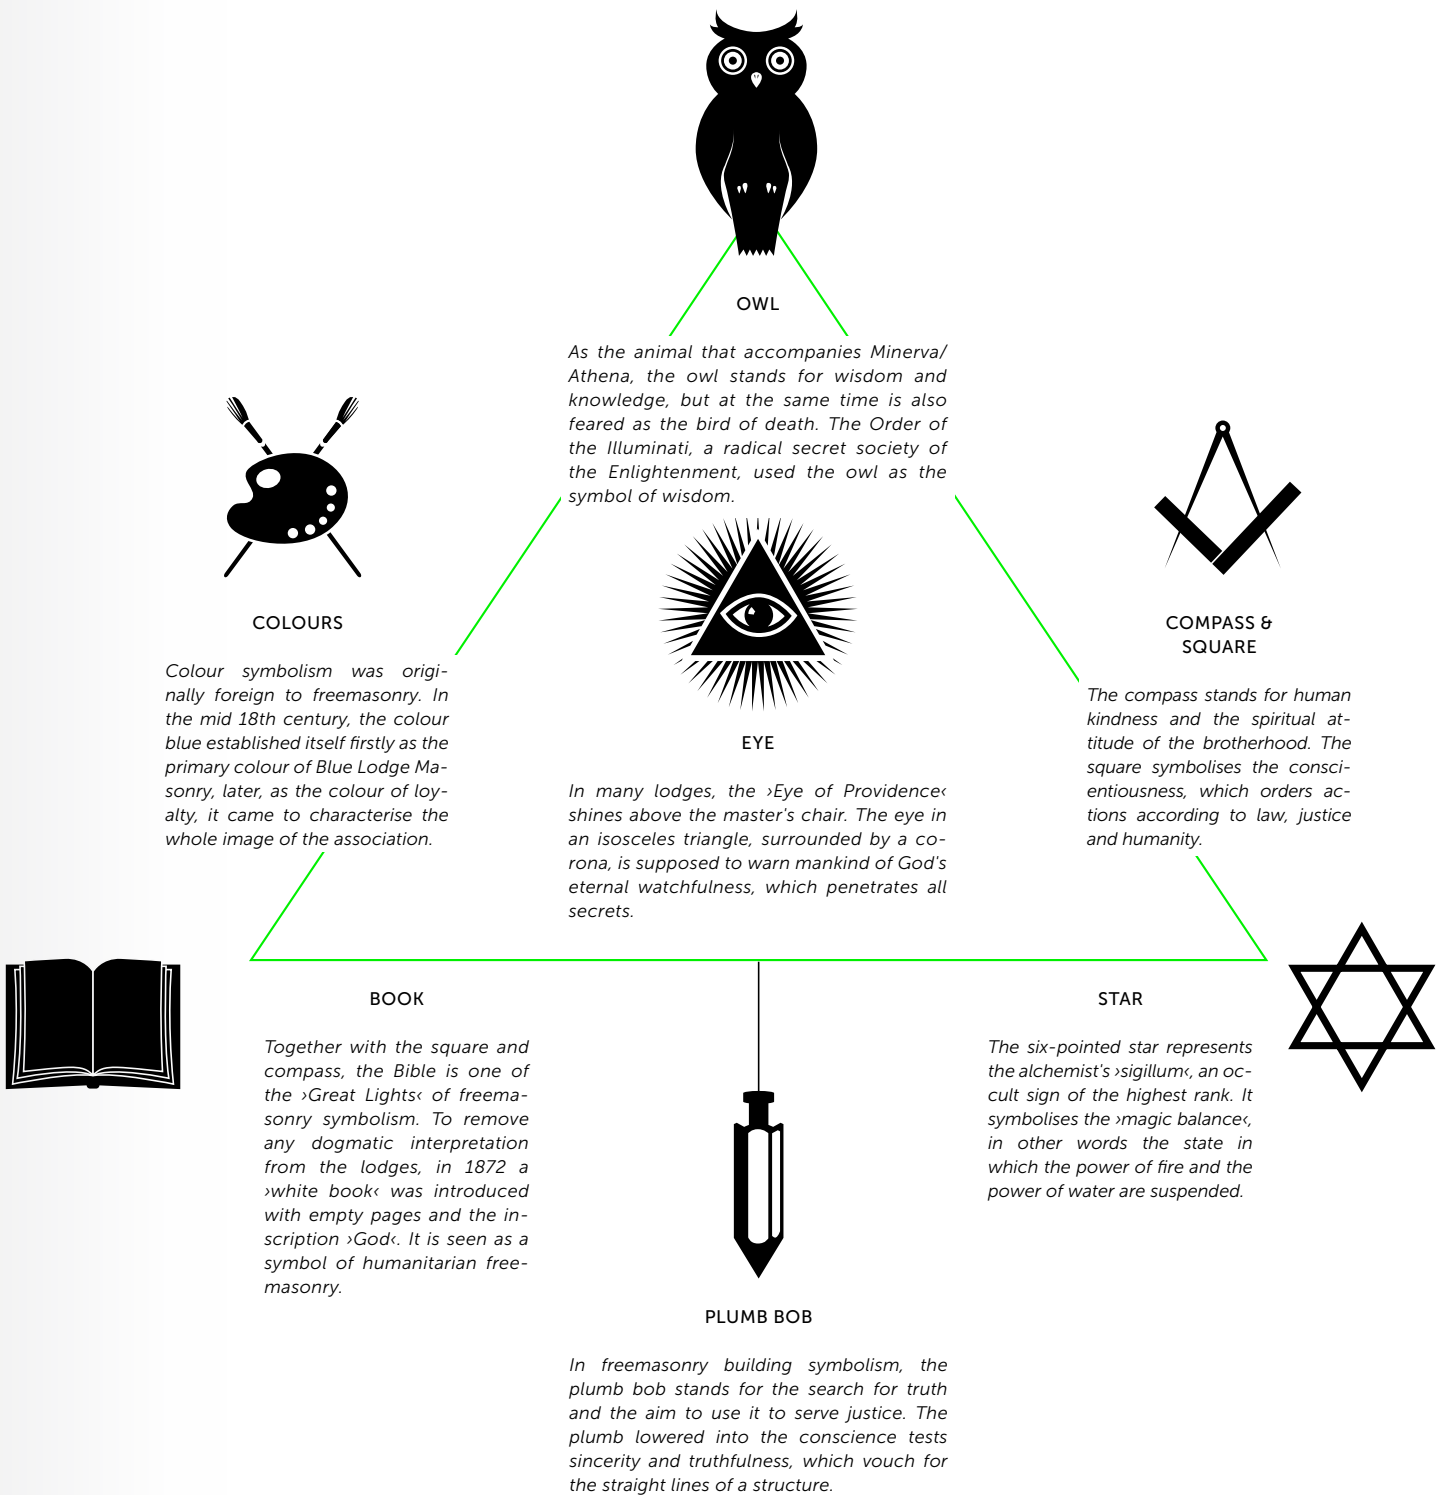 OWL
As the animal that accompanies Minerva/
Athena, the owl stands for wisdom and
knowledge, but at the same time is also
feared as the bird of death. The Order of
the Illuminati, a radical secret society of
the Enlightenment, used the owl as the
symbol of wisdom.
COLOURS
Colour symbolism was origi-
nally foreign to freemasonry. In
the mid 18th century, the colour
blue established itself firstly as the
primary colour of Blue Lodge Ma-
sonry, later, as the colour of loy-
alty, it came to characterise the
whole image of the association.
EYE
In many lodges, the ›Eye of Providence‹
shines above the master's chair. The eye in
an isosceles triangle, surrounded by a co-
rona, is supposed to warn mankind of God's
eternal watchfulness, which penetrates all
secrets.
COMPASS &
SQUARE
The compass stands for human
kindness and the spiritual at-
titude of the brotherhood. The
square symbolises the consci-
entiousness, which orders ac-
tions according to law, justice
and humanity.
BOOK
Together with the square and
compass, the Bible is one of
the ›Great Lights‹ of freema-
sonry symbolism. To remove
any dogmatic interpretation
from the lodges, in 1872 a
›white book‹ was introduced
with empty pages and the in-
scription ›God‹. It is seen as a
symbol of humanitarian free-
masonry.
STAR
The six-pointed star represents
the alchemist's ›sigillum‹, an oc-
cult sign of the highest rank. It
symbolises the ›magic balance‹,
in other words the state in
which the power of fire and the
power of water are suspended.
PLUMB BOB
In freemasonry building symbolism, the
plumb bob stands for the search for truth
and the aim to use it to serve justice. The
plumb lowered into the conscience tests
sincerity and truthfulness, which vouch for
the straight lines of a structure.